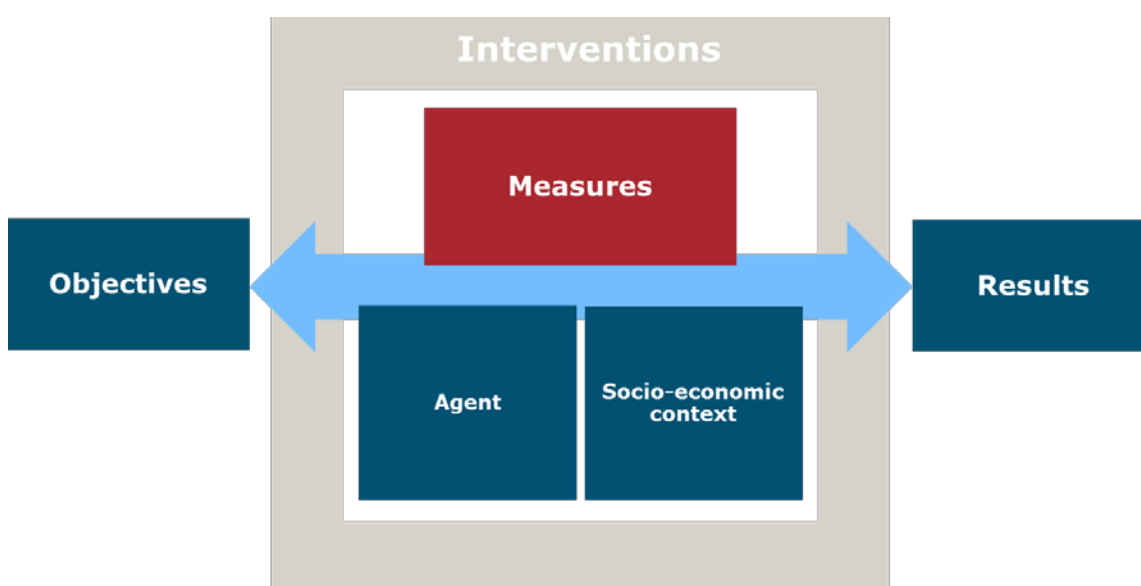 Interventions
Measures
Objectives
Results
Agent
Socio-economic
context